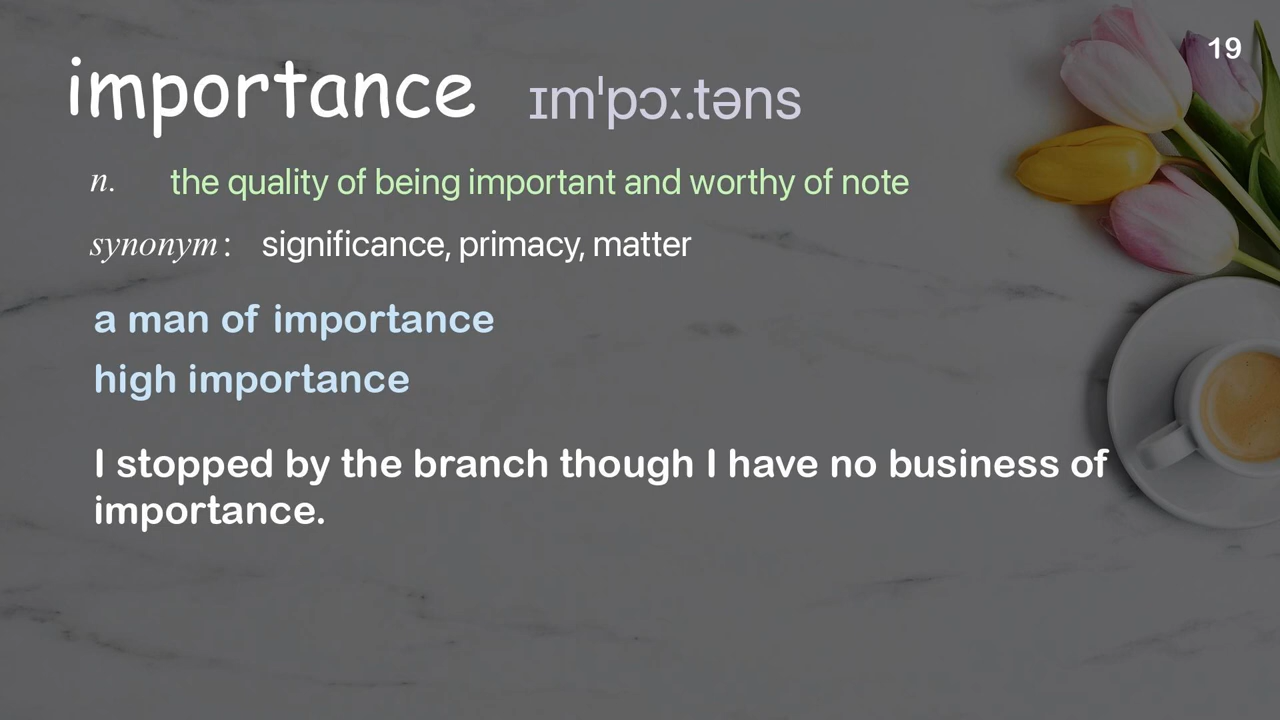 19
importance ɪmˈpɔː.təns
n. the quality of being important and worthy of note
synonym: significance, primacy, matter
a man of importance
high importance
I stopped by the branch though I have no business of
importance.